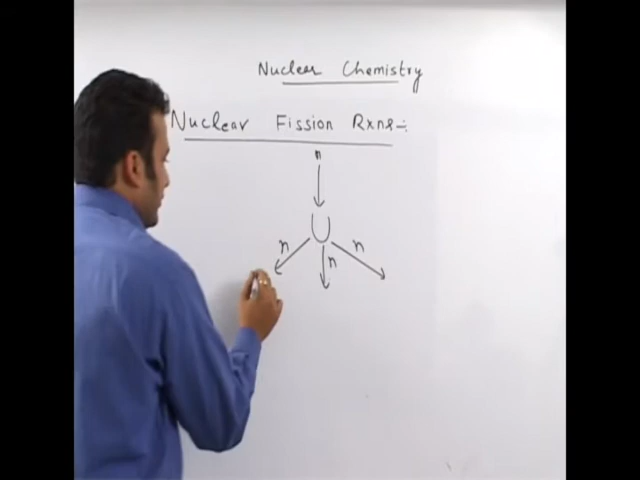 Nuclear Chemistry
Nuclear Fission Rxns:-
n
U
n n n